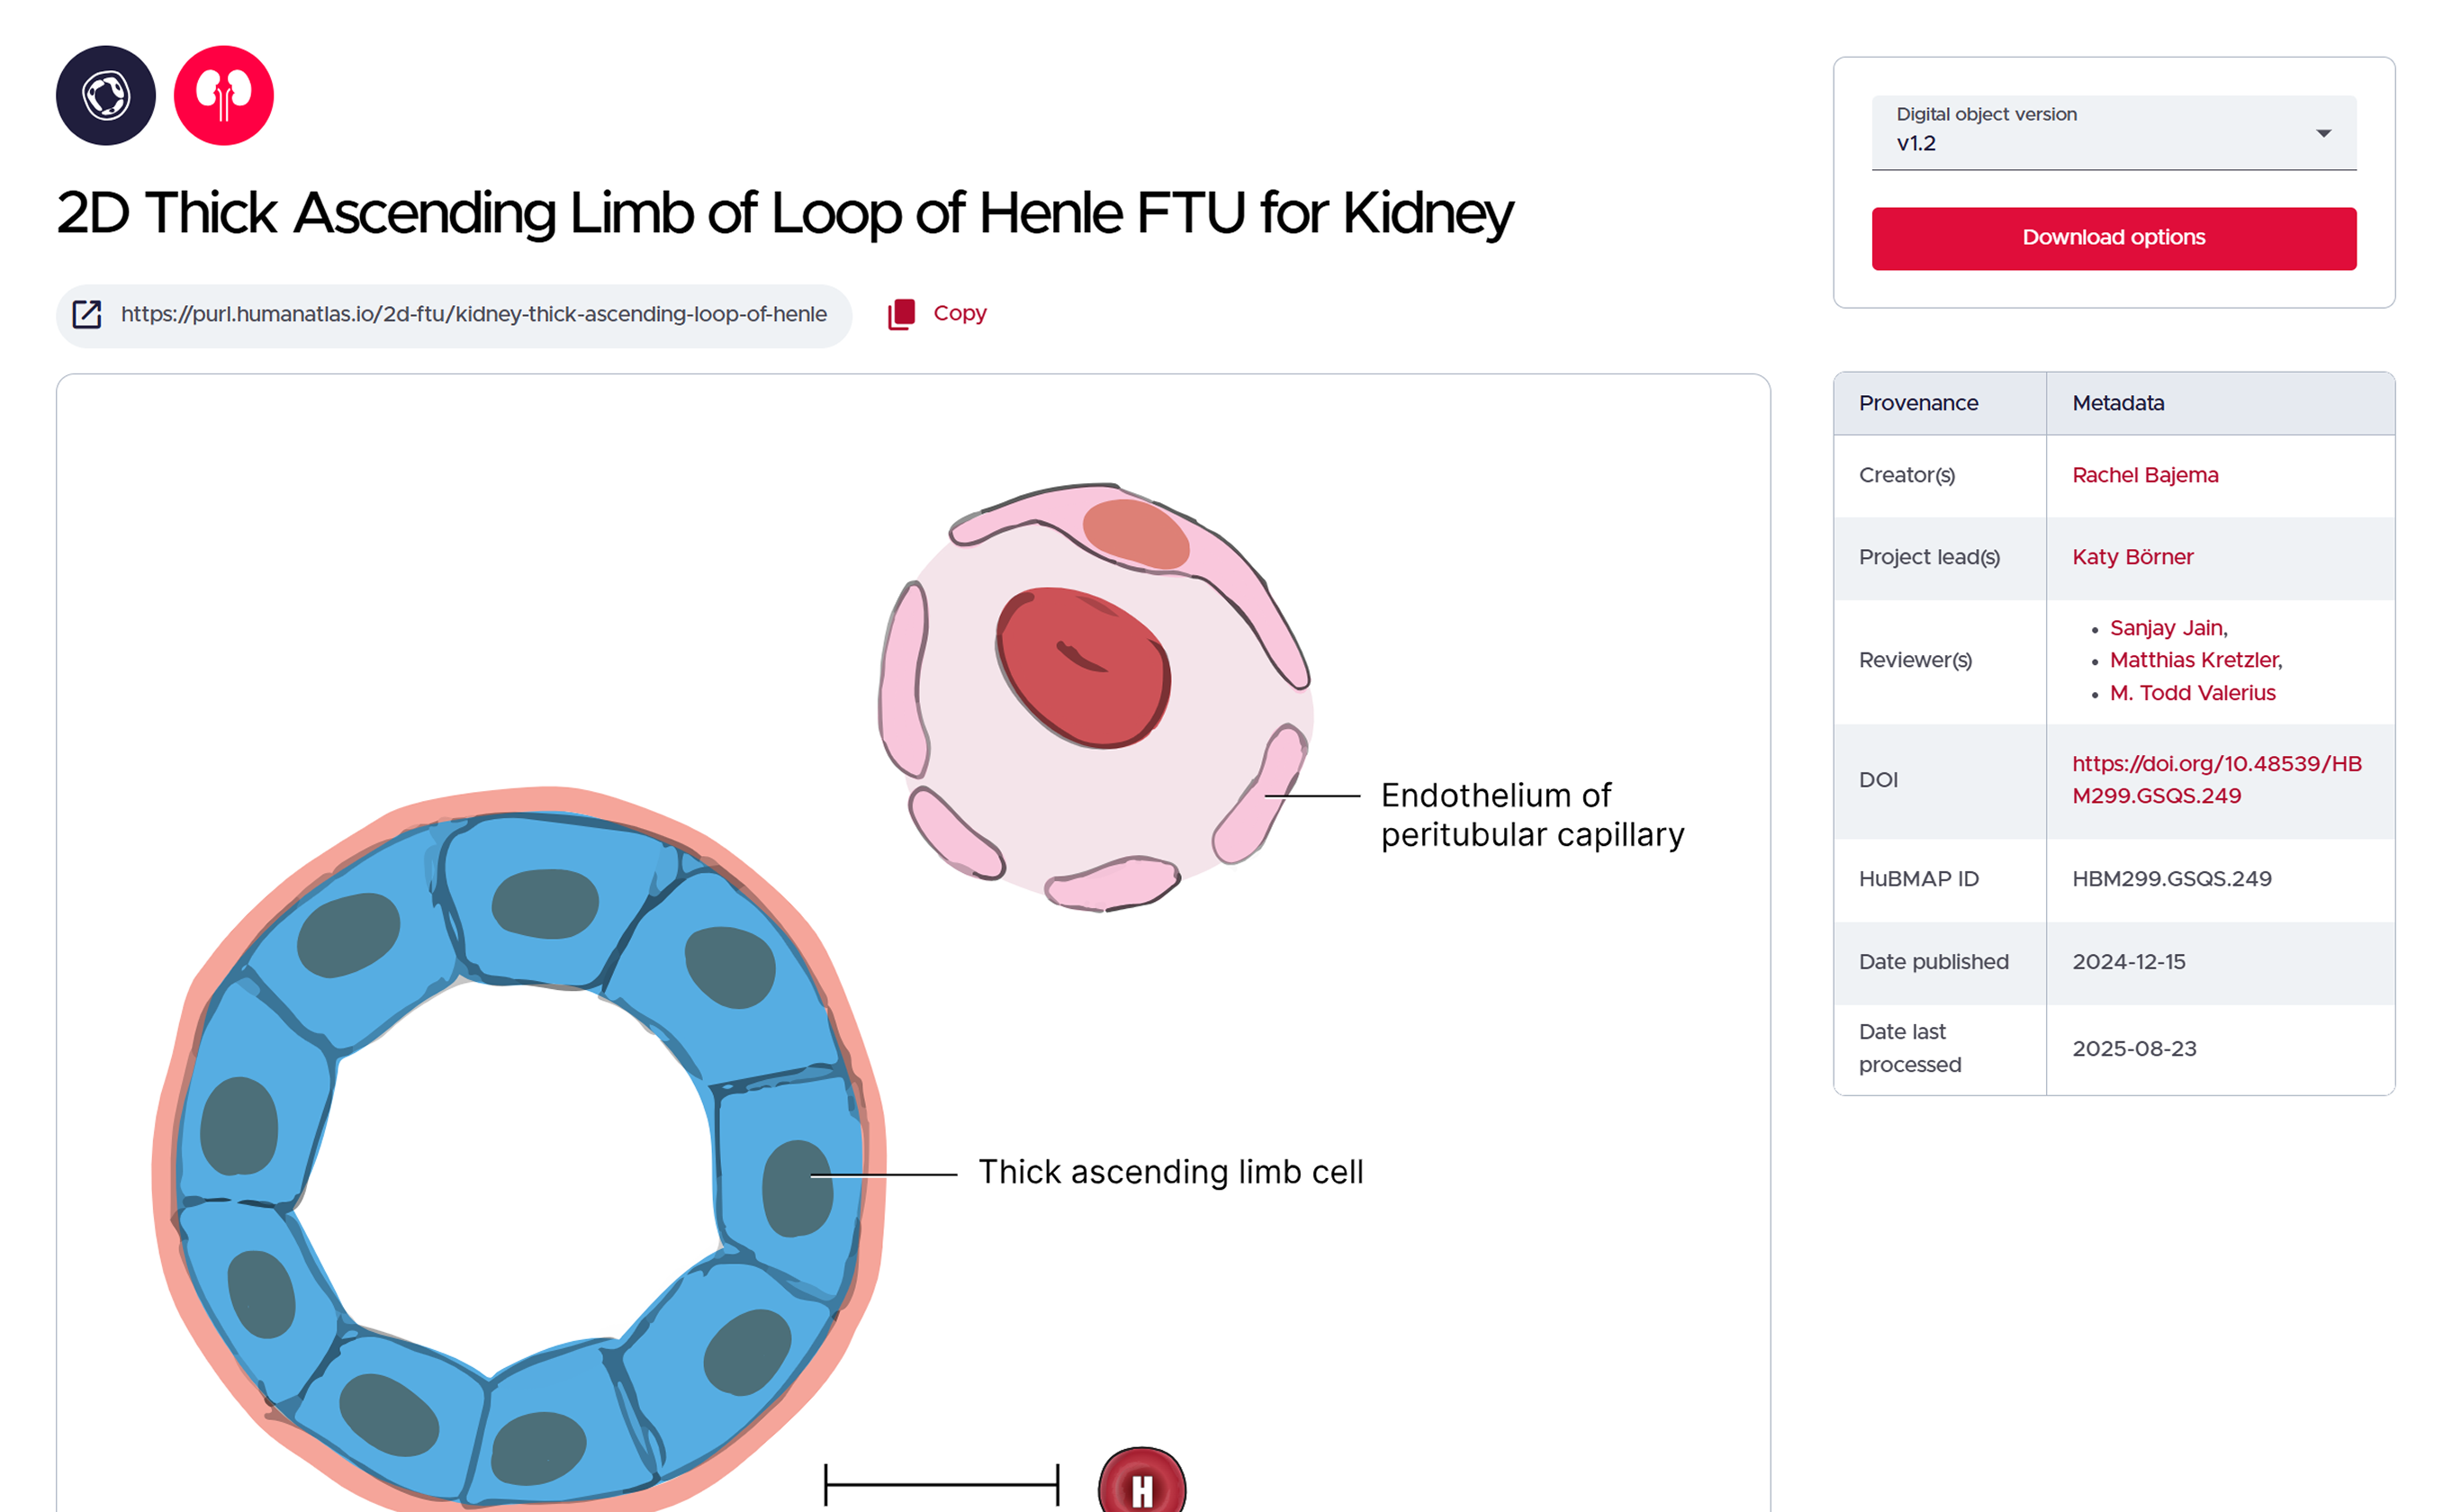 2D Thick Ascending Limb of Loop of Henle FTU for Kidney
https://purl.humanatlas.io/2d-ftu/kidney-thick-ascending-loop-of-henle
Copy
Endothelium of
peritubular capillary
Thick ascending limb cell
H
Digital object version
v1.2
Download options
Provenance
Metadata
Creator(s)
Rachel Bajema
Project lead(s)
Katy Börner
Reviewer(s)
Sanjay Jain,
Matthias Kretzler,
M. Todd Valerius
DOI
https://doi.org/10.48539/HB
M299.GSQS.249
HuBMAP ID
HBM299.GSQS.249
Date published
2024-12-15
Date last
processed
2025-08-23